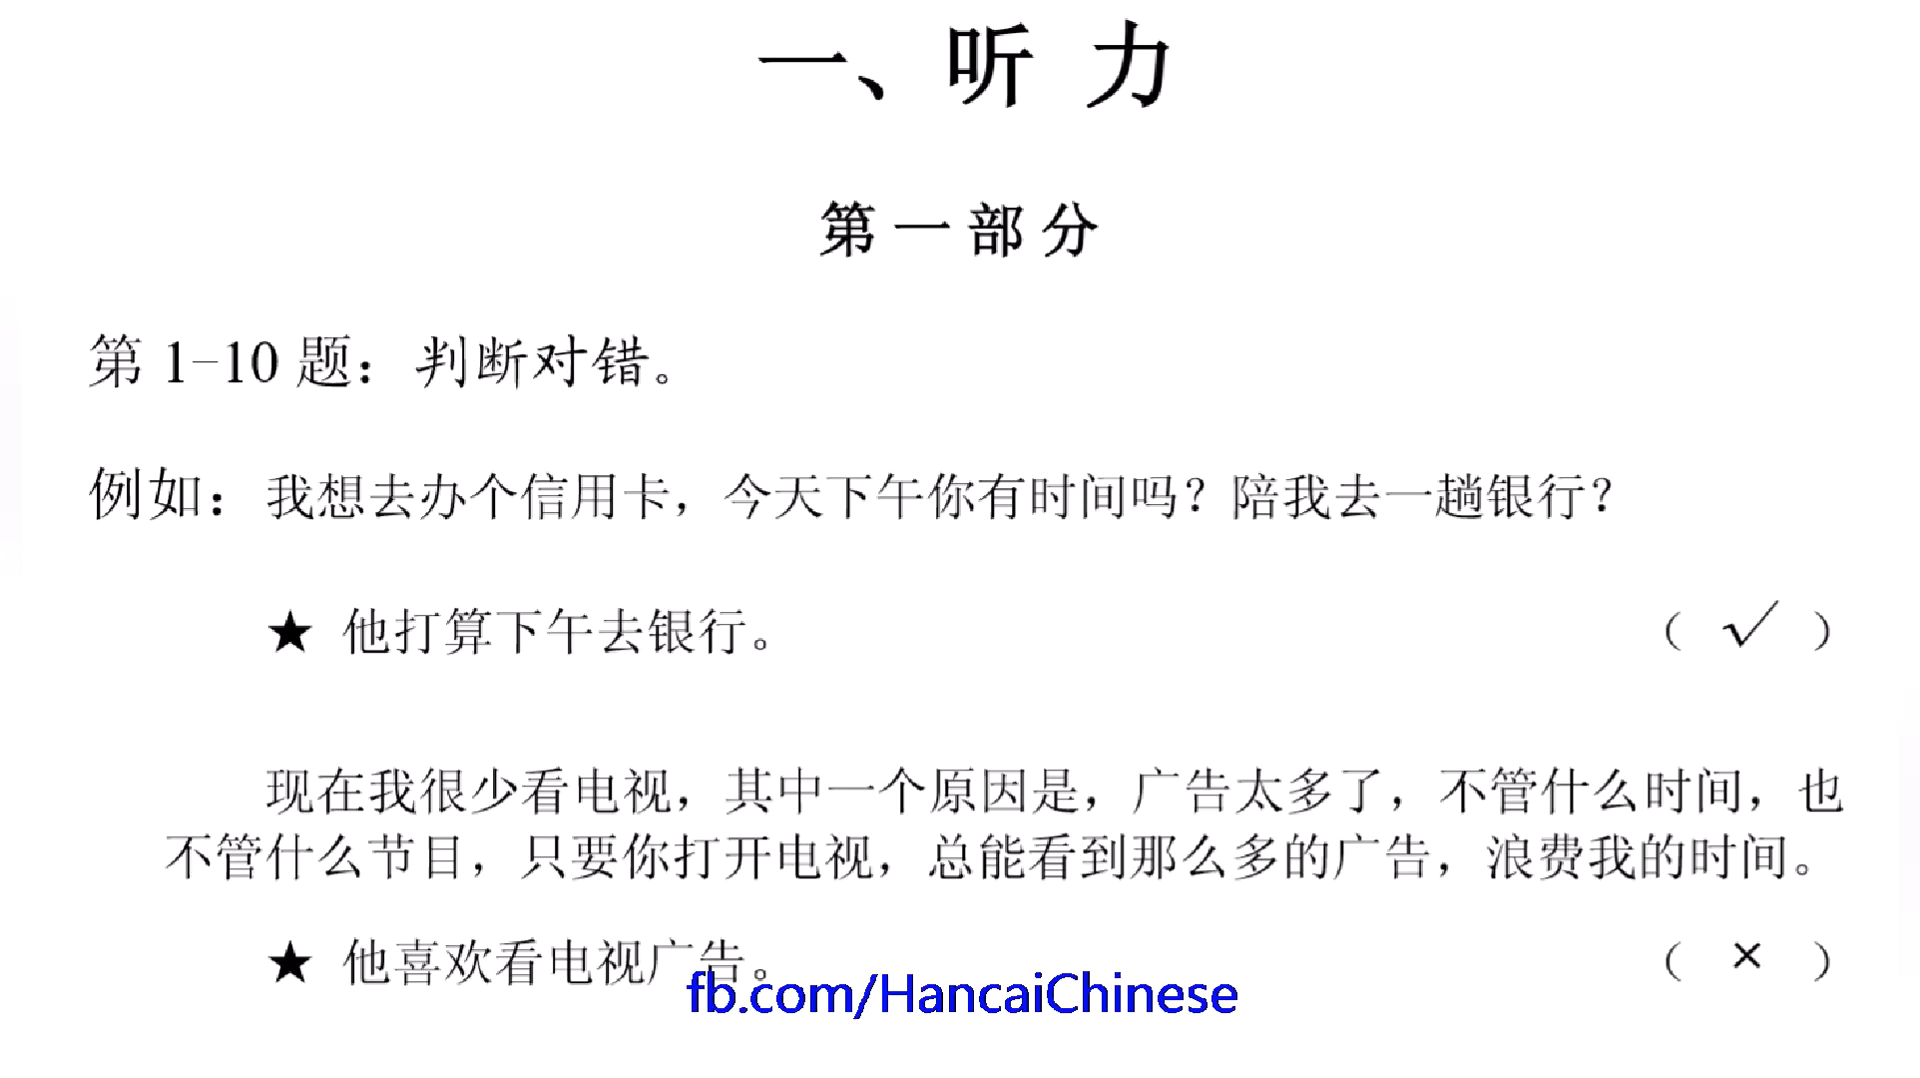 一、听 力
第一部分
第 1-10 题：判断对错。
例如：我想去办个信用卡，今天下午你有时间吗？陪我去一趟银行？
★ 他打算下午去银行。 （ √ ）
现在我很少看电视，其中一个原因是，广告太多了，不管什么时间，也
不管什么节目，只要你打开电视，总能看到那么多的广告，浪费我的时间。
★ 他喜欢看电视广告。 （ × ）
fb.com/HancaiChinese